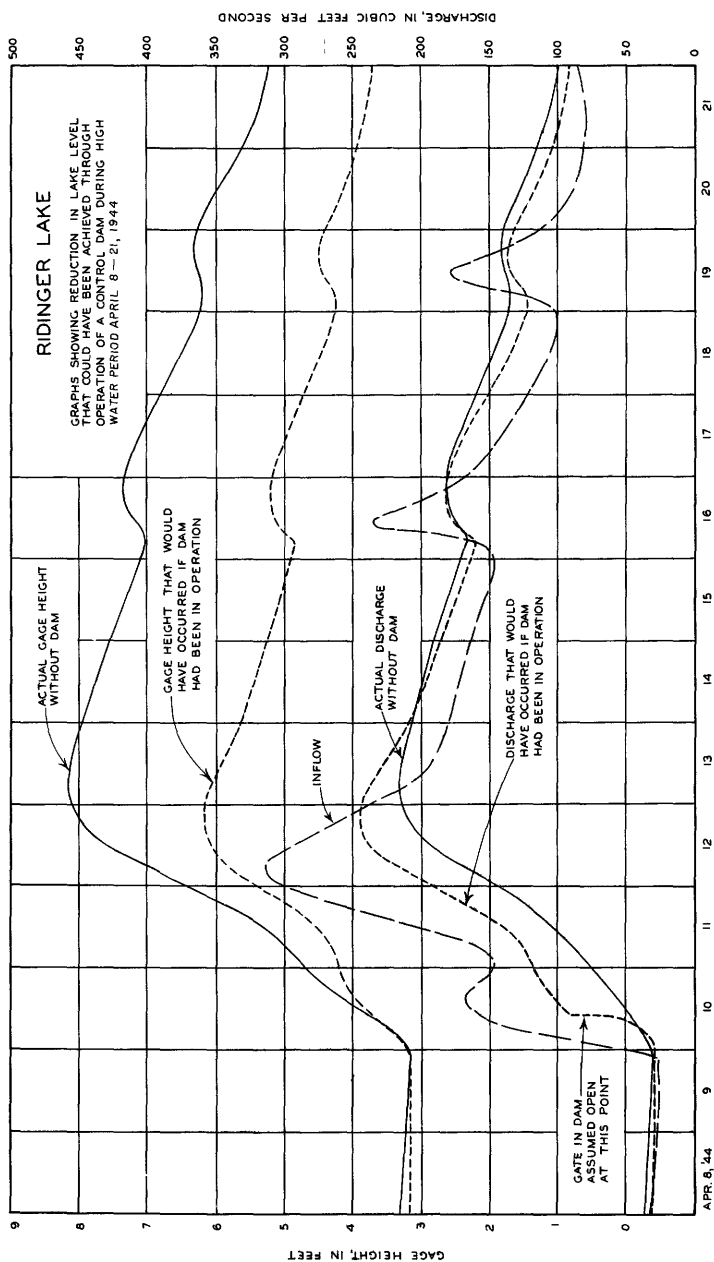 RIDINGER LAKE
GRAPHS SHOWING REDUCTION IN LAKE LEVEL
THAT COULD HAVE BEEN ACHIEVED THROUGH
OPERATION OF A CONTROL DAM DURING HIGH
WATER PERIOD APRIL 8–21, 1944
GAGE HEIGHT, IN FEET
9
8
7
6
5
4
3
2
1
0
DISCHARGE, IN CUBIC FEET PER SECOND
500
450
400
350
300
250
200
150
100
50
0
ACTUAL GAGE HEIGHT
WITHOUT DAM
GAGE HEIGHT THAT WOULD
HAVE OCCURRED IF DAM
HAD BEEN IN OPERATION
INFLOW
ACTUAL DISCHARGE
WITHOUT DAM
DISCHARGE THAT WOULD
HAVE OCCURRED IF DAM
HAD BEEN IN OPERATION
GATE IN DAM
ASSUMED OPEN
AT THIS POINT
APR. 8, '44
9
10
11
12
13
14
15
16
17
18
19
20
21